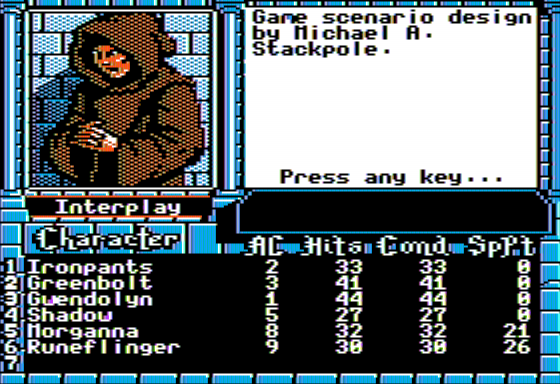 Game scenario design
by Michael A.
Stackpole.
Press any key...
Interplay
Character AC Hits Cond SpPt
1 Ironpants 2 33 33 0
2 Greenbolt 3 41 41 0
3 Gwendolyn 1 44 44 0
4 Shadow 5 27 27 0
5 Morganna 8 32 32 21
6 Runeflinger 9 30 30 26
7